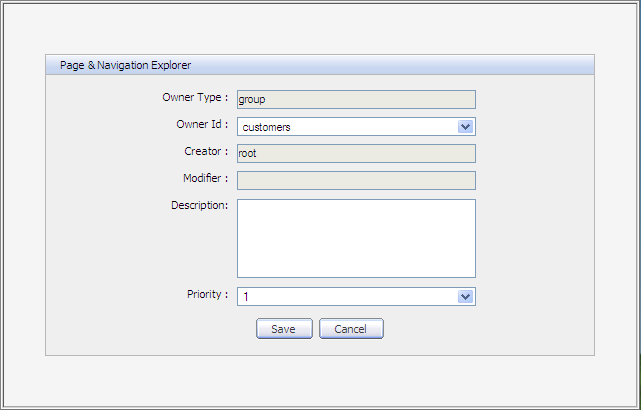 Page & Navigation Explorer
Owner Type : group
Owner Id : customers
Creator : root
Modifier :
Description:
Priority : 1
Save Cancel